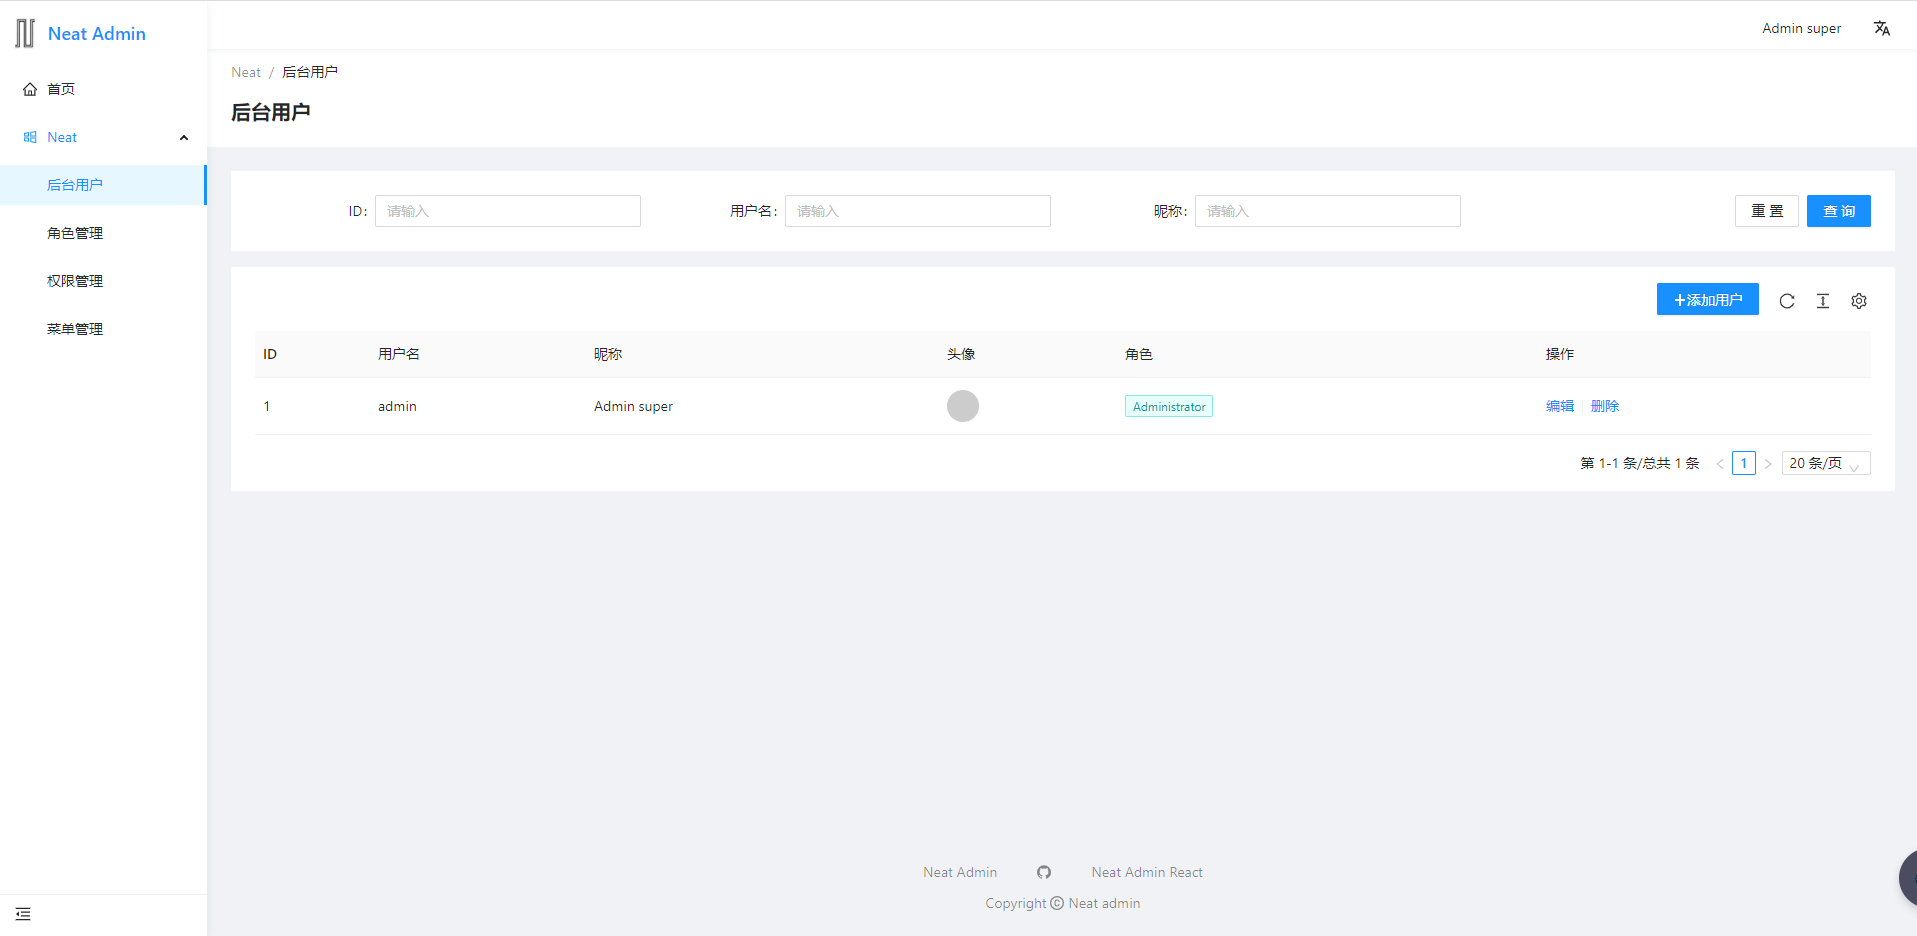 Neat Admin
Admin super
首页
Neat
后台用户
角色管理
权限管理
菜单管理
Neat / 后台用户
后台用户
ID: 请输入 用户名: 请输入 昵称: 请输入 重 置 查 询
+添加用户
ID 用户名 昵称 头像 角色 操作
1 admin Admin super Administrator 编辑 删除
第 1-1 条/总共 1 条 < 1 > 20 条/页
Neat Admin Neat Admin React
Copyright © Neat admin